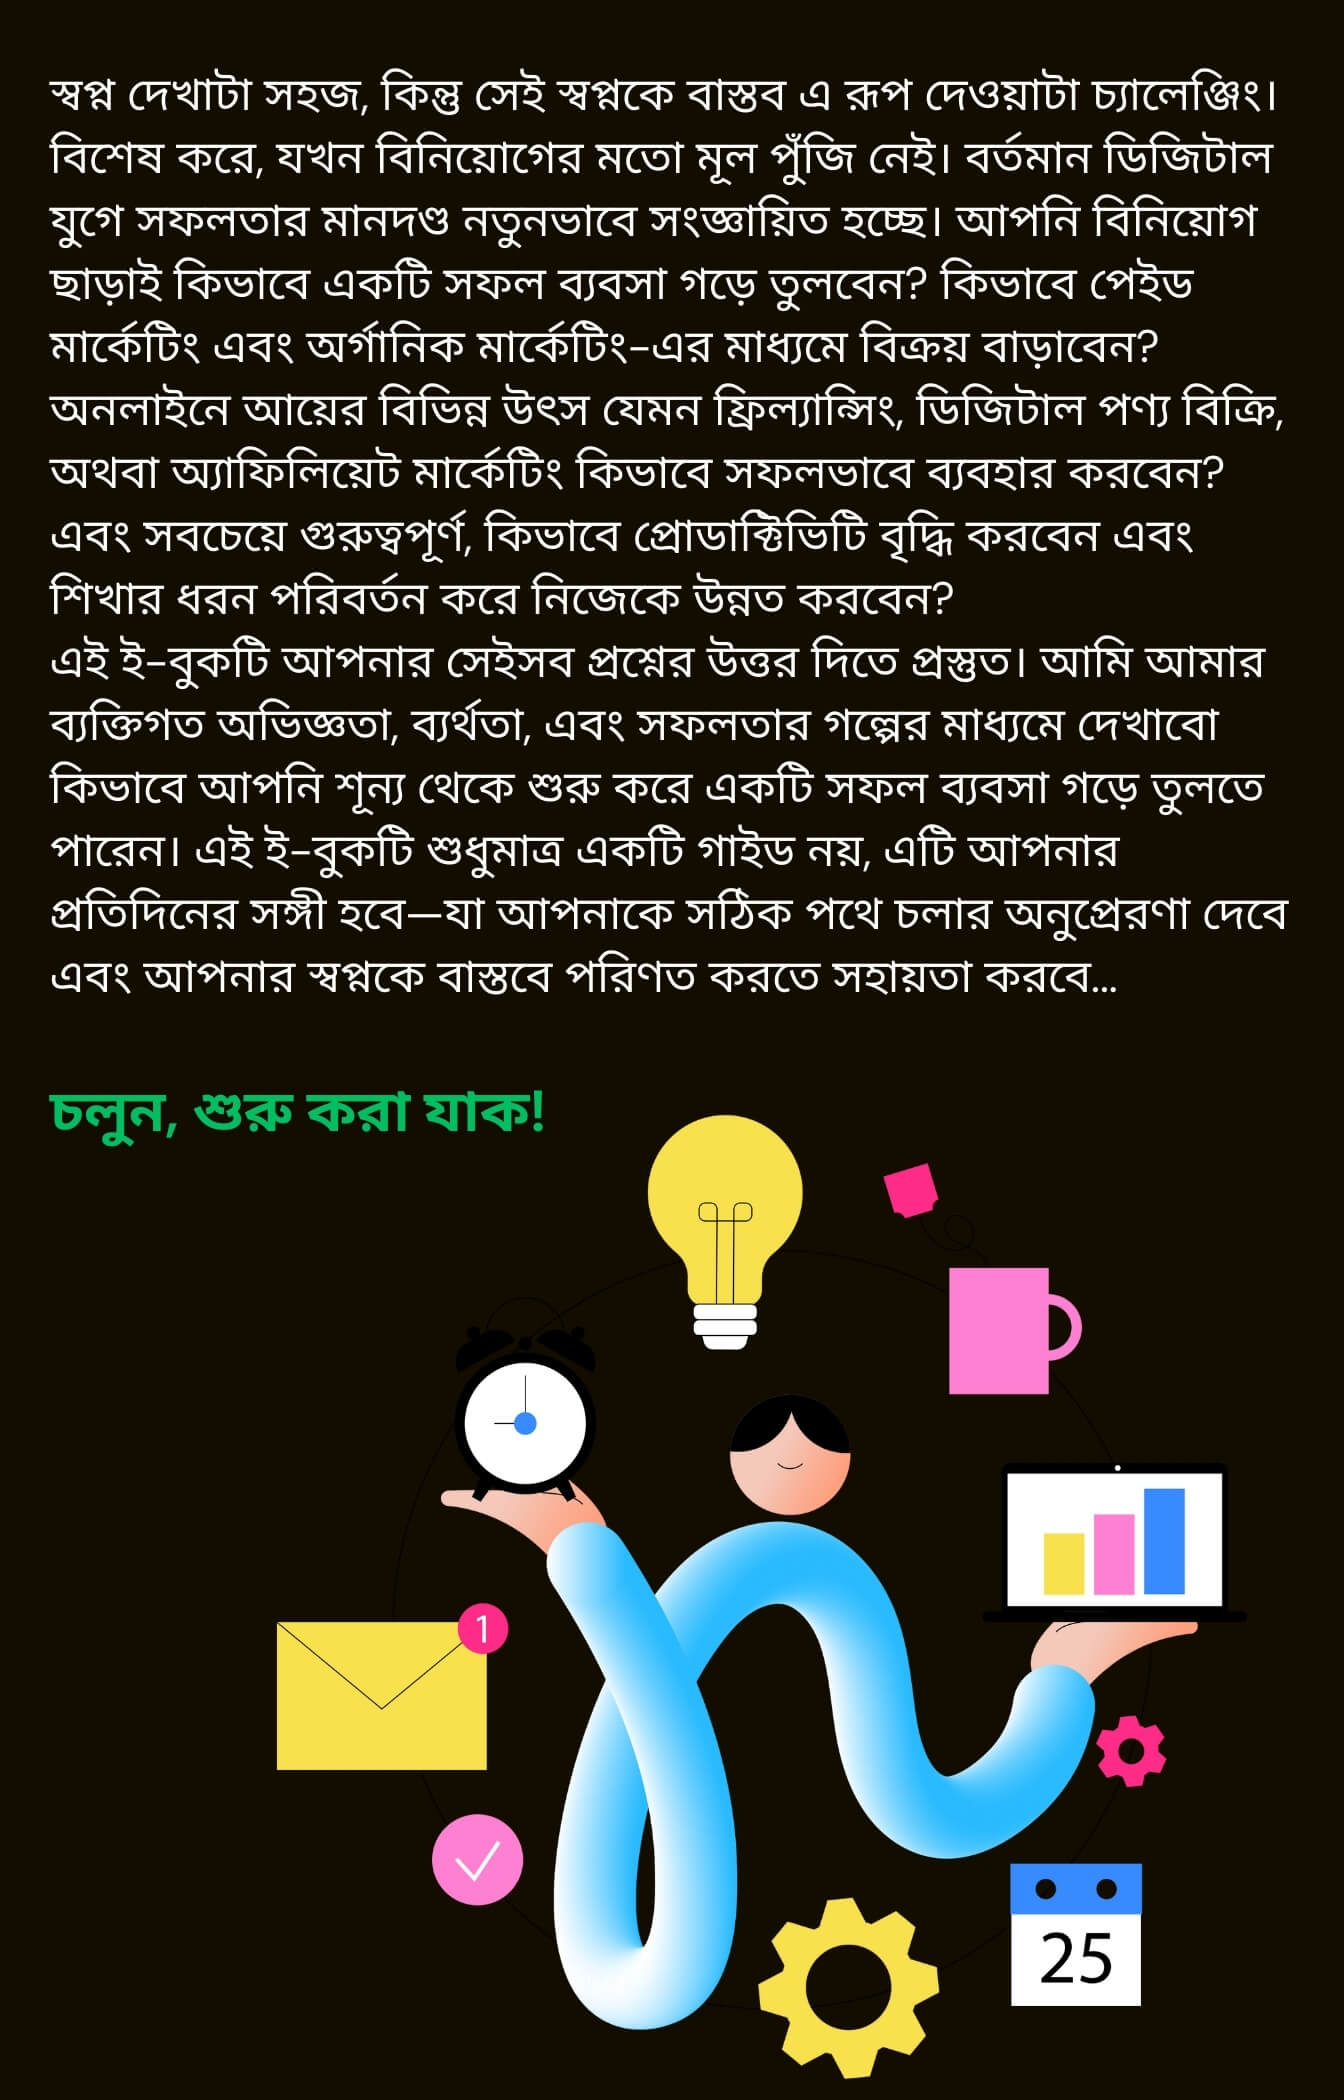 স্বপ্ন দেখাটা সহজ, কিন্তু সেই স্বপ্নকে বাস্তব এ রূপ দেওয়াটা চ্যালেঞ্জিং।
বিশেষ করে, যখন বিনিয়োগের মতো মূল পুঁজি নেই। বর্তমান ডিজিটাল
যুগে সফলতার মানদণ্ড নতুনভাবে সংজ্ঞায়িত হচ্ছে। আপনি বিনিয়োগ
ছাড়াই কিভাবে একটি সফল ব্যবসা গড়ে তুলবেন? কিভাবে পেইড
মার্কেটিং এবং অর্গানিক মার্কেটিং-এর মাধ্যমে বিক্রয় বাড়াবেন?
অনলাইনে আয়ের বিভিন্ন উৎস যেমন ফ্রিল্যান্সিং, ডিজিটাল পণ্য বিক্রি,
অথবা অ্যাফিলিয়েট মার্কেটিং কিভাবে সফলভাবে ব্যবহার করবেন?
এবং সবচেয়ে গুরুত্বপূর্ণ, কিভাবে প্রোডাক্টিভিটি বৃদ্ধি করবেন এবং
শিখার ধরন পরিবর্তন করে নিজেকে উন্নত করবেন?
এই ই-বুকটি আপনার সেইসব প্রশ্নের উত্তর দিতে প্রস্তুত। আমি আমার
ব্যক্তিগত অভিজ্ঞতা, ব্যর্থতা, এবং সফলতার গল্পের মাধ্যমে দেখাবো
কিভাবে আপনি শূন্য থেকে শুরু করে একটি সফল ব্যবসা গড়ে তুলতে
পারেন। এই ই-বুকটি শুধুমাত্র একটি গাইড নয়, এটি আপনার
প্রতিদিনের সঙ্গী হবে—যা আপনাকে সঠিক পথে চলার অনুপ্রেরণা দেবে
এবং আপনার স্বপ্নকে বাস্তবে পরিণত করতে সহায়তা করবে...
চলুন, শুরু করা যাক!
1
25